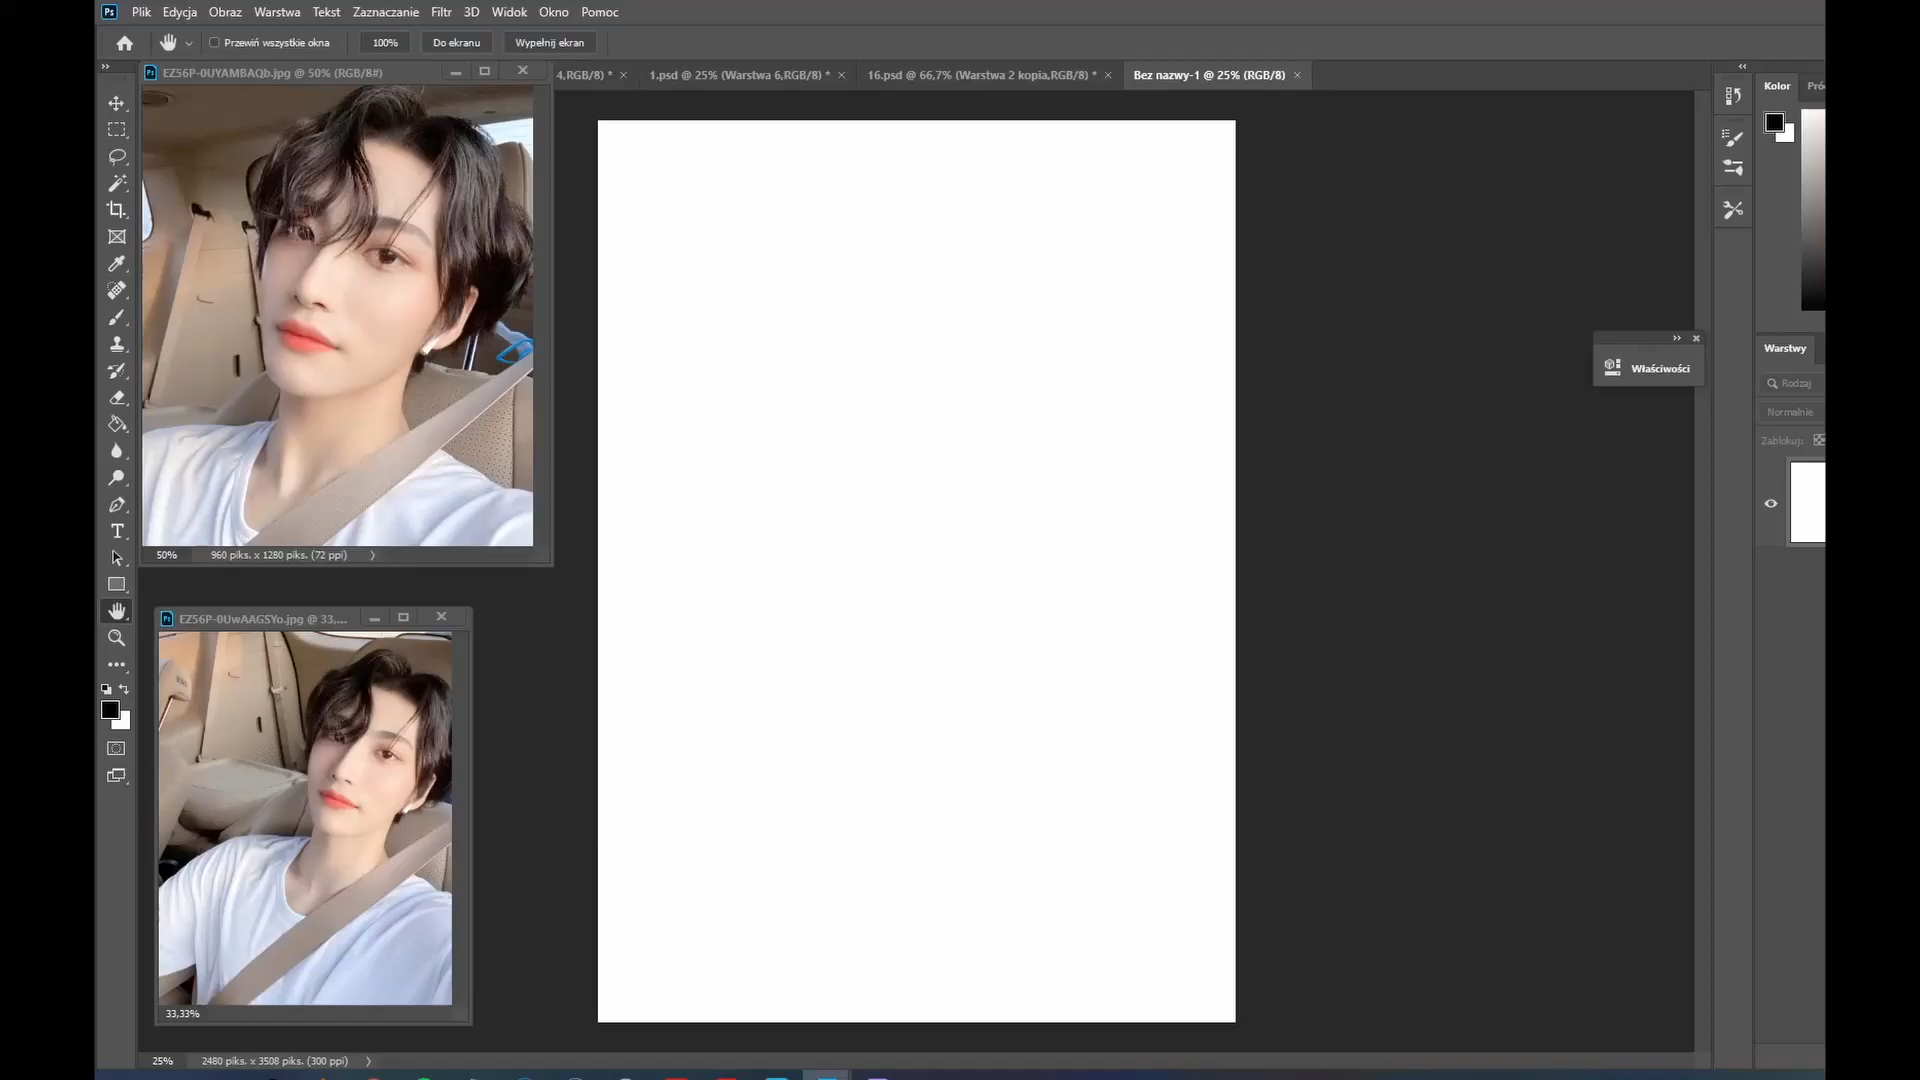 Ps Plik Edycja Obraz Warstwa Tekst Zaznaczanie Filtr 3D Widok Okno Pomoc
Przewiń wszystkie okna 100% Do ekranu Wypełnij ekran
EZ56P-0UYAMBAQb.jpg @ 50% (RGB/8#)
4,RGB/8) * 1.psd @ 25% (Warstwa 6,RGB/8) * 16.psd @ 66,7% (Warstwa 2 kopia,RGB/8) * Bez nazwy-1 @ 25% (RGB/8)
Kolor Pró
Właściwości
Warstwy
Rodzaj
Normalnie
Zablokuj:
50% 960 piks. x 1280 piks. (72 ppi)
EZ56P-0UwAAGSYo.jpg @ 33,...
33,33%
25% 2480 piks. x 3508 piks. (300 ppi)